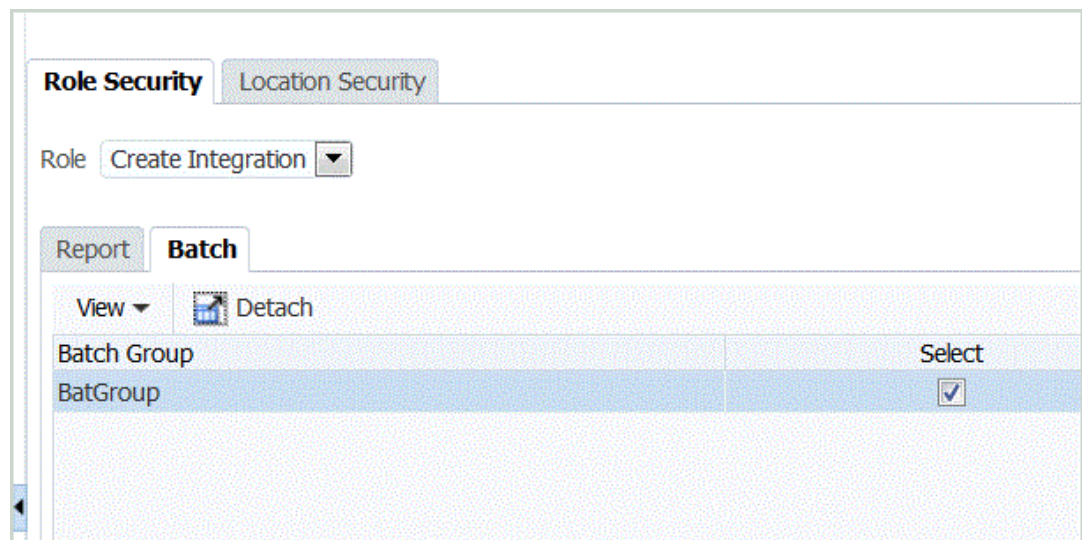 Role Security Location Security
Role Create Integration
Report Batch
View Detach
Batch Group Select
BatGroup